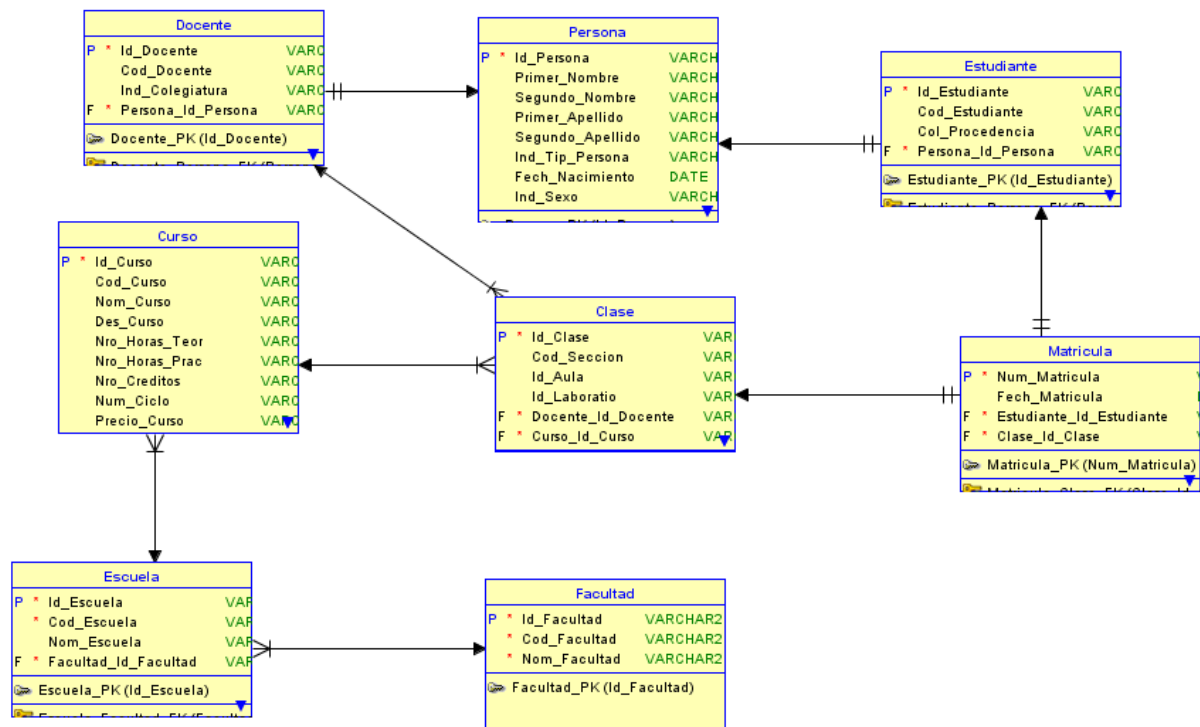 Docente
P * Id_Docente VARC
Cod_Docente VARC
Ind_Colegiatura VARC
F * Persona_Id_Persona VARC
Docente_PK (Id_Docente)
Persona
P * Id_Persona VARCH
Primer_Nombre VARCH
Segundo_Nombre VARCH
Primer_Apellido VARCH
Segundo_Apellido VARCH
Ind_Tip_Persona VARCH
Fech_Nacimiento DATE
Ind_Sexo VARCH
Estudiante
P * Id_Estudiante VARC
Cod_Estudiante VARC
Col_Procedencia VARC
F * Persona_Id_Persona VARC
Estudiante_PK (Id_Estudiante)
Curso
P * Id_Curso VARC
Cod_Curso VARC
Nom_Curso VARC
Des_Curso VARC
Nro_Horas_Teor VARC
Nro_Horas_Prac VARC
Nro_Creditos VARC
Num_Ciclo VARC
Precio_Curso VARC
Clase
P * Id_Clase VAR
Cod_Seccion VAR
Id_Aula VAR
Id_Laboratio VAR
F * Docente_Id_Docente VAR
F * Curso_Id_Curso VAR
Matricula
P * Num_Matricula
Fech_Matricula
F * Estudiante_Id_Estudiante
F * Clase_Id_Clase
Matricula_PK (Num_Matricula)
Escuela
P * Id_Escuela VAR
* Cod_Escuela VAR
Nom_Escuela VAR
F * Facultad_Id_Facultad VAR
Escuela_PK (Id_Escuela)
Facultad
P * Id_Facultad VARCHAR2
* Cod_Facultad VARCHAR2
* Nom_Facultad VARCHAR2
Facultad_PK (Id_Facultad)